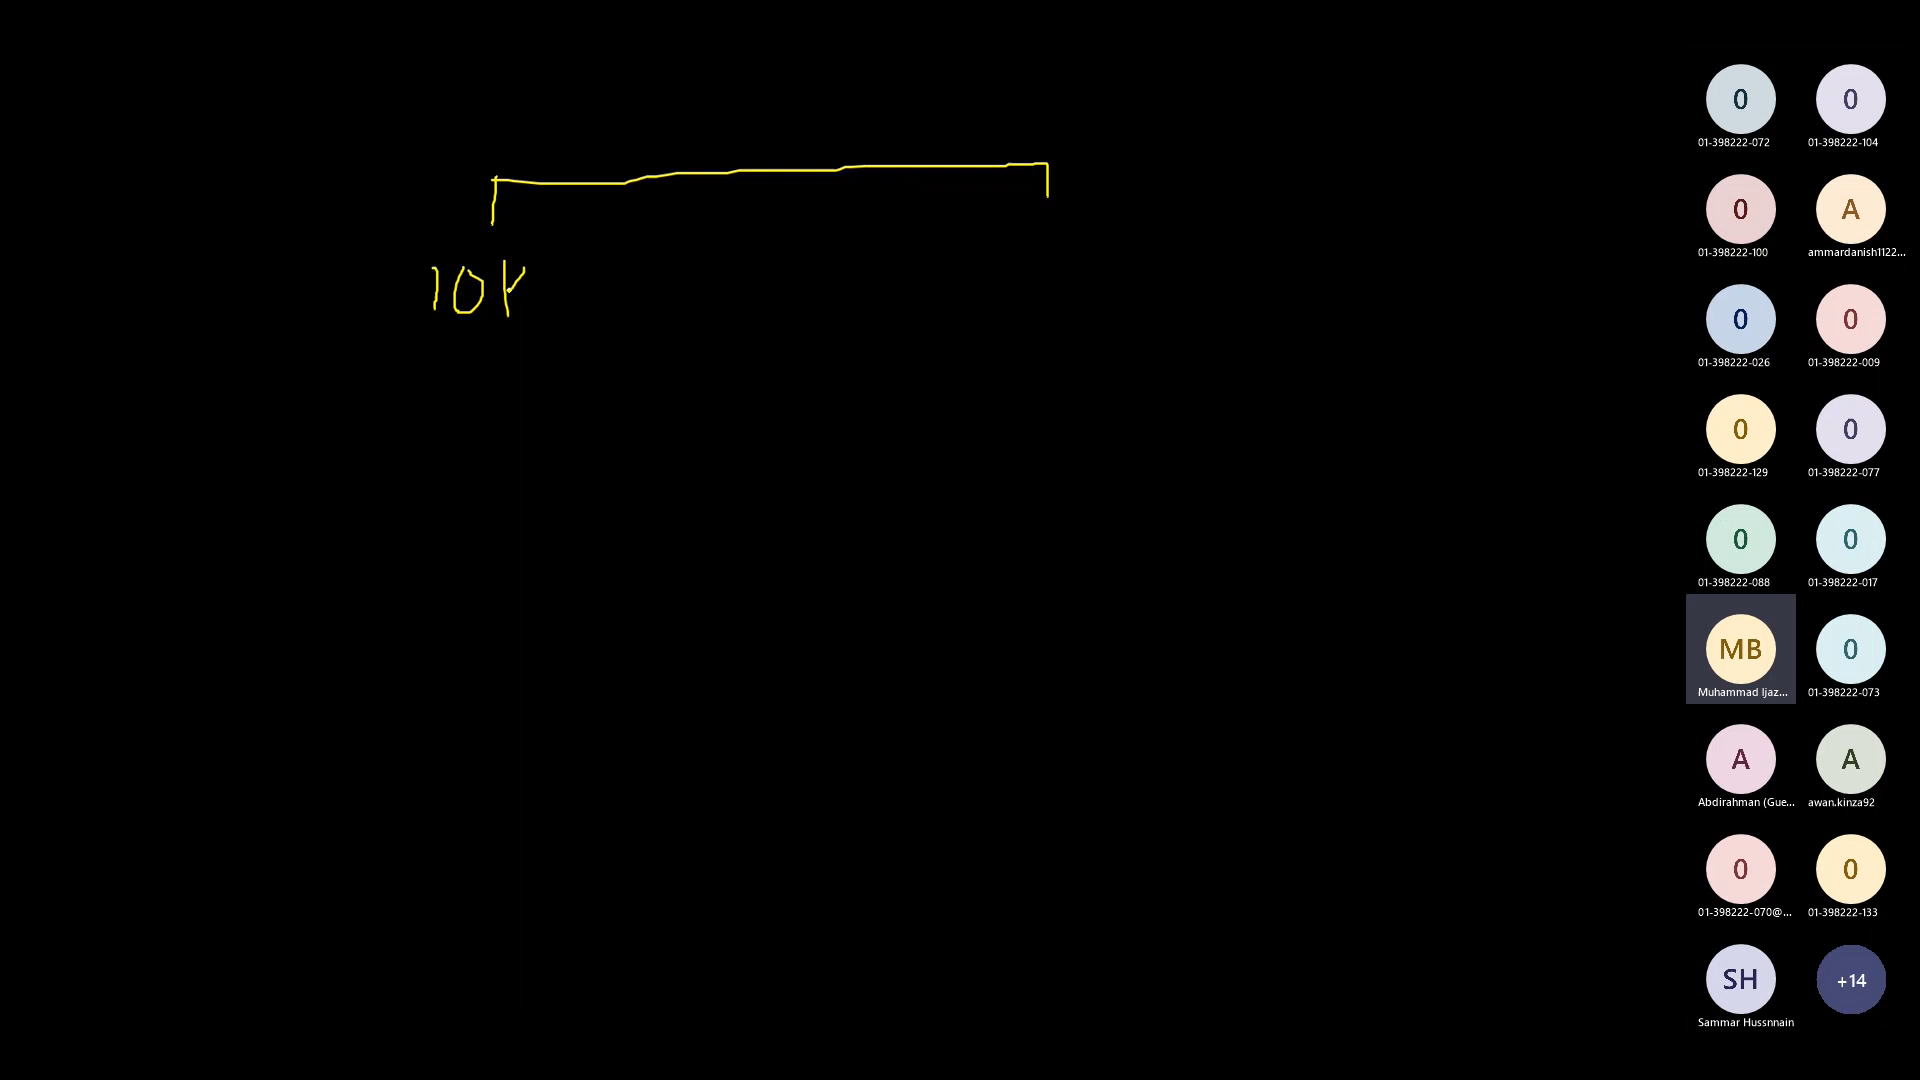 10K
0 0
01-398222-072 01-398222-104
0 A
01-398222-100 ammardanish1122...
0 0
01-398222-026 01-398222-009
0 0
01-398222-129 01-398222-077
0 0
01-398222-088 01-398222-017
MB 0
Muhammad Ijaz... 01-398222-073
A A
Abdirahman (Gue... awan.kinza92
0 0
01-398222-070@... 01-398222-133
SH +14
Sammar Hussnnain